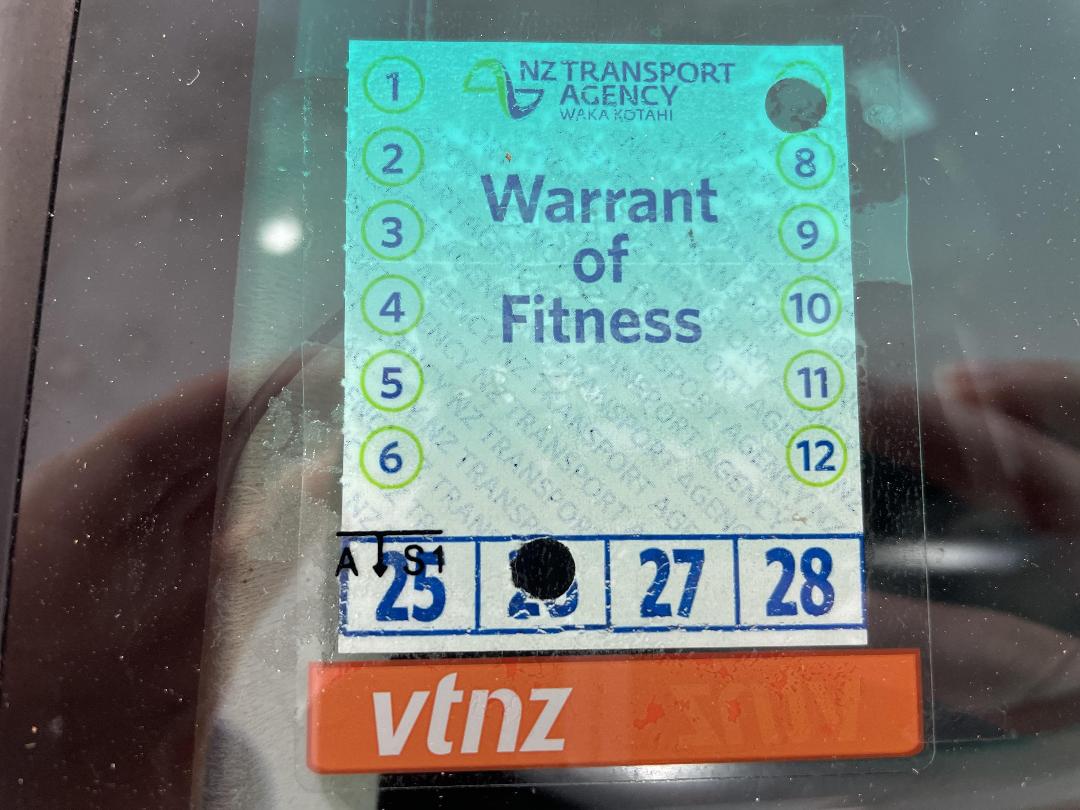 NZ TRANSPORT
AGENCY
WAKA KOTAHI
Warrant
of
Fitness
1
2
3
4
5
6
8
9
10
11
12
A S1
25 27 28
vtnz